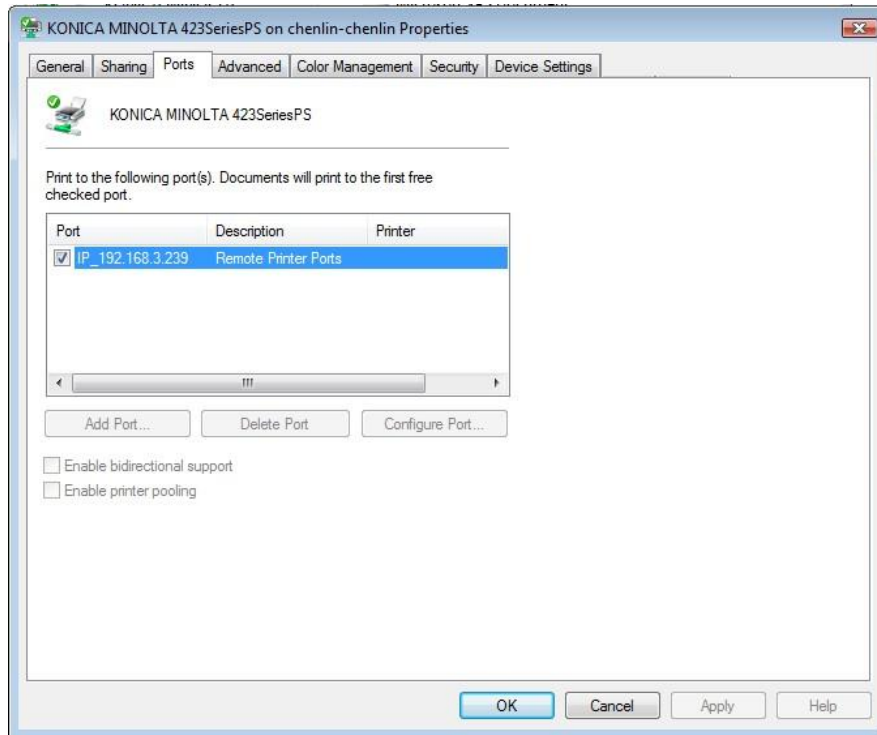 KONICA MINOLTA 423SeriesPS on chenlin-chenlin Properties
General Sharing Ports Advanced Color Management Security Device Settings
KONICA MINOLTA 423SeriesPS
Print to the following port(s). Documents will print to the first free
checked port.
Port Description Printer
IP_192.168.3.239 Remote Printer Ports
Add Port... Delete Port Configure Port...
Enable bidirectional support
Enable printer pooling
OK Cancel Apply Help